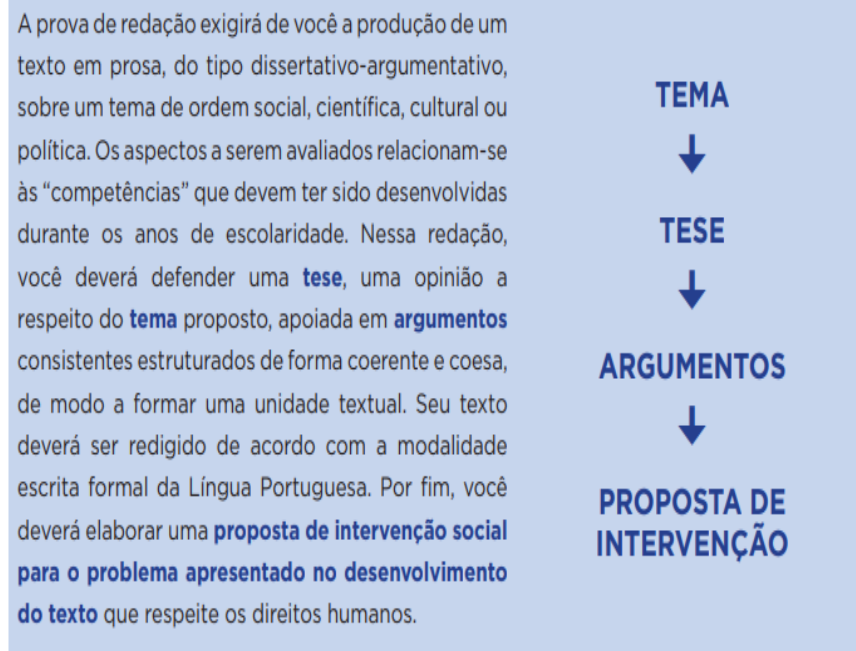 A prova de redação exigirá de você a produção de um
texto em prosa, do tipo dissertativo-argumentativo,
sobre um tema de ordem social, científica, cultural ou
política. Os aspectos a serem avaliados relacionam-se
às “competências” que devem ter sido desenvolvidas
durante os anos de escolaridade. Nessa redação,
você deverá defender uma tese, uma opinião a
respeito do tema proposto, apoiada em argumentos
consistentes estruturados de forma coerente e coesa,
de modo a formar uma unidade textual. Seu texto
deverá ser redigido de acordo com a modalidade
escrita formal da Língua Portuguesa. Por fim, você
deverá elaborar uma proposta de intervenção social
para o problema apresentado no desenvolvimento
do texto que respeite os direitos humanos.
TEMA
TESE
ARGUMENTOS
PROPOSTA DE
INTERVENÇÃO